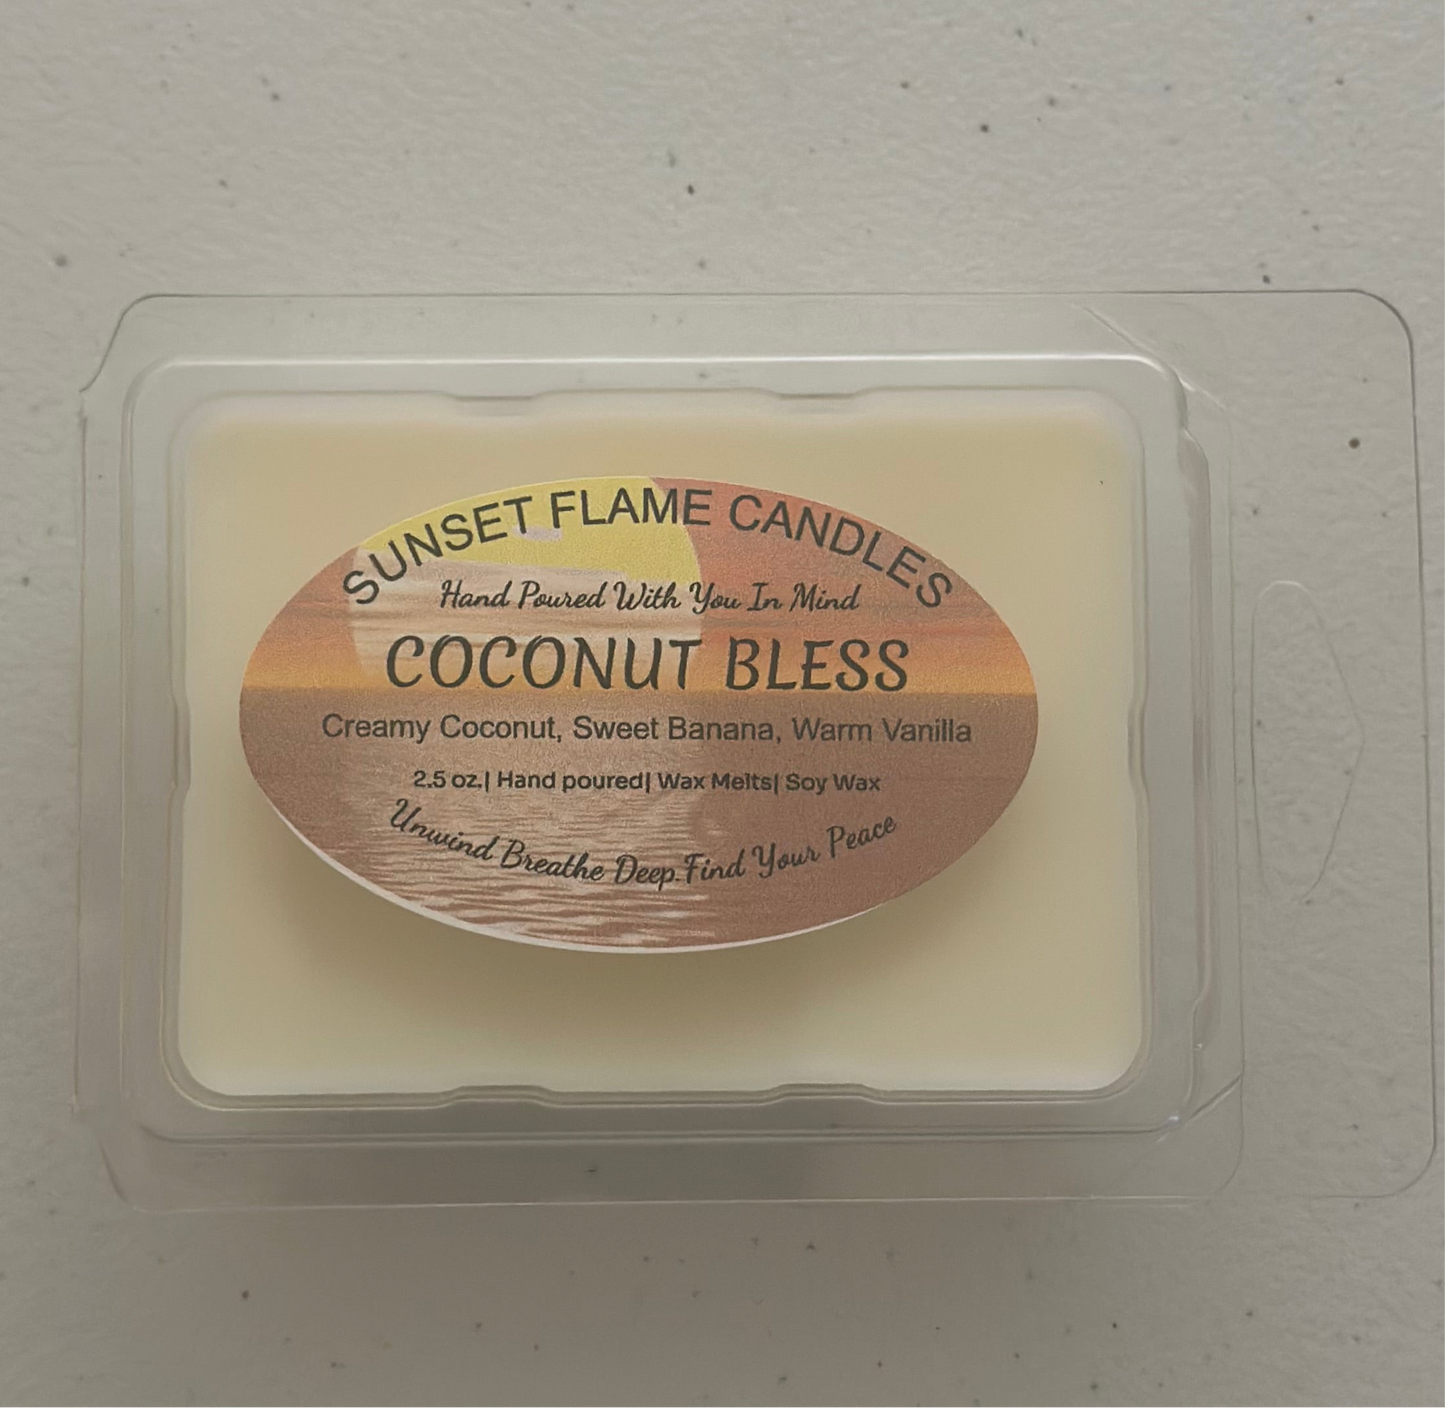 SUNSET FLAME CANDLES
Hand Poured With You In Mind
COCONUT BLESS
Creamy Coconut, Sweet Banana, Warm Vanilla
2.5 oz.| Hand poured| Wax Melts| Soy Wax
Unwind Breathe Deep.Find Your Peace